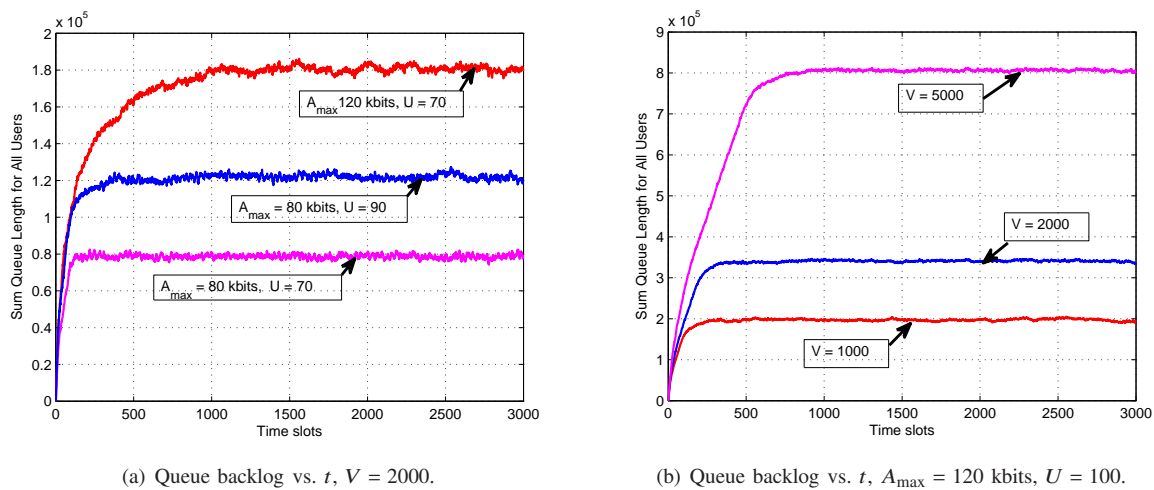 x 10^5
2
1.8
1.6
1.4
1.2
1
0.8
0.6
0.4
0.2
0
0 500 1000 1500 2000 2500 3000
Sum Queue Length for All Users
Time slots
A_max 120 kbits, U = 70
A_max = 80 kbits, U = 90
A_max = 80 kbits, U = 70
(a) Queue backlog vs. t, V = 2000.
x 10^5
9
8
7
6
5
4
3
2
1
0
0 500 1000 1500 2000 2500 3000
Sum Queue Length for All Users
Time slots
V = 5000
V = 2000
V = 1000
(b) Queue backlog vs. t, A_max = 120 kbits, U = 100.